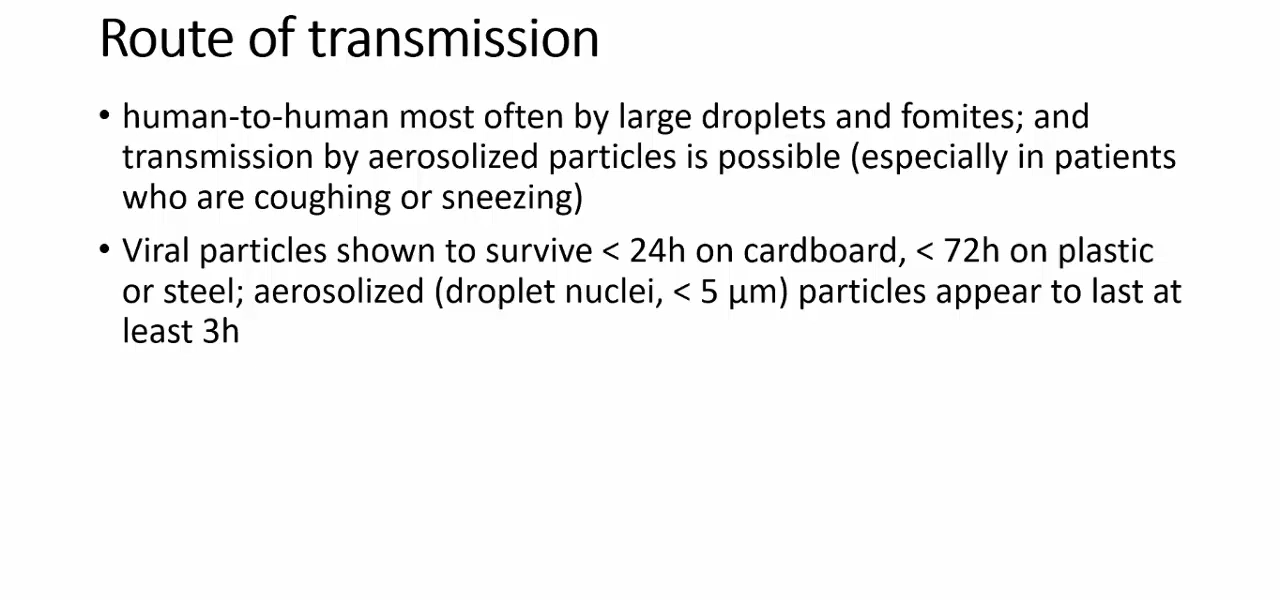 Route of transmission
• human-to-human most often by large droplets and fomites; and
transmission by aerosolized particles is possible (especially in patients
who are coughing or sneezing)
• Viral particles shown to survive < 24h on cardboard, < 72h on plastic
or steel; aerosolized (droplet nuclei, < 5 μm) particles appear to last at
least 3h